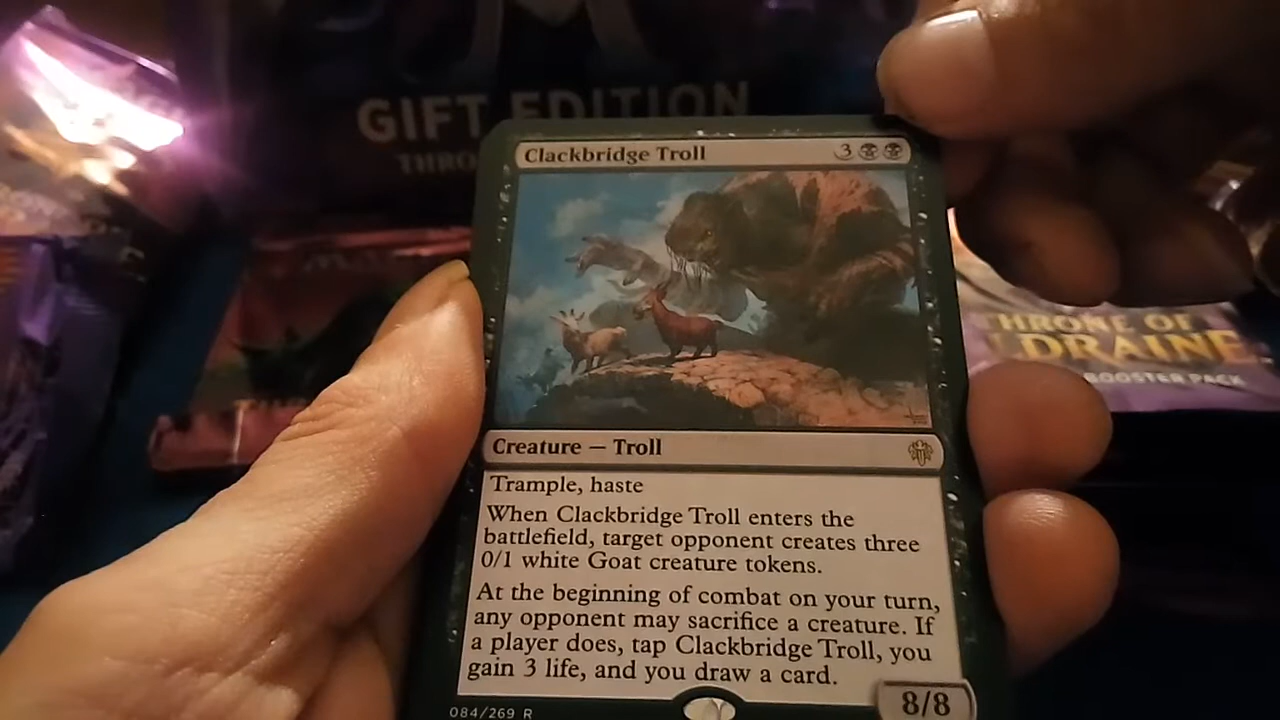 GIFT EDITION
THRO
Clackbridge Troll 3
THRONE OF
LDRAINE
BOOSTER PACK
Creature — Troll
Trample, haste
When Clackbridge Troll enters the
battlefield, target opponent creates three
0/1 white Goat creature tokens.
At the beginning of combat on your turn,
any opponent may sacrifice a creature. If
a player does, tap Clackbridge Troll, you
gain 3 life, and you draw a card.
8/8
084/269 R